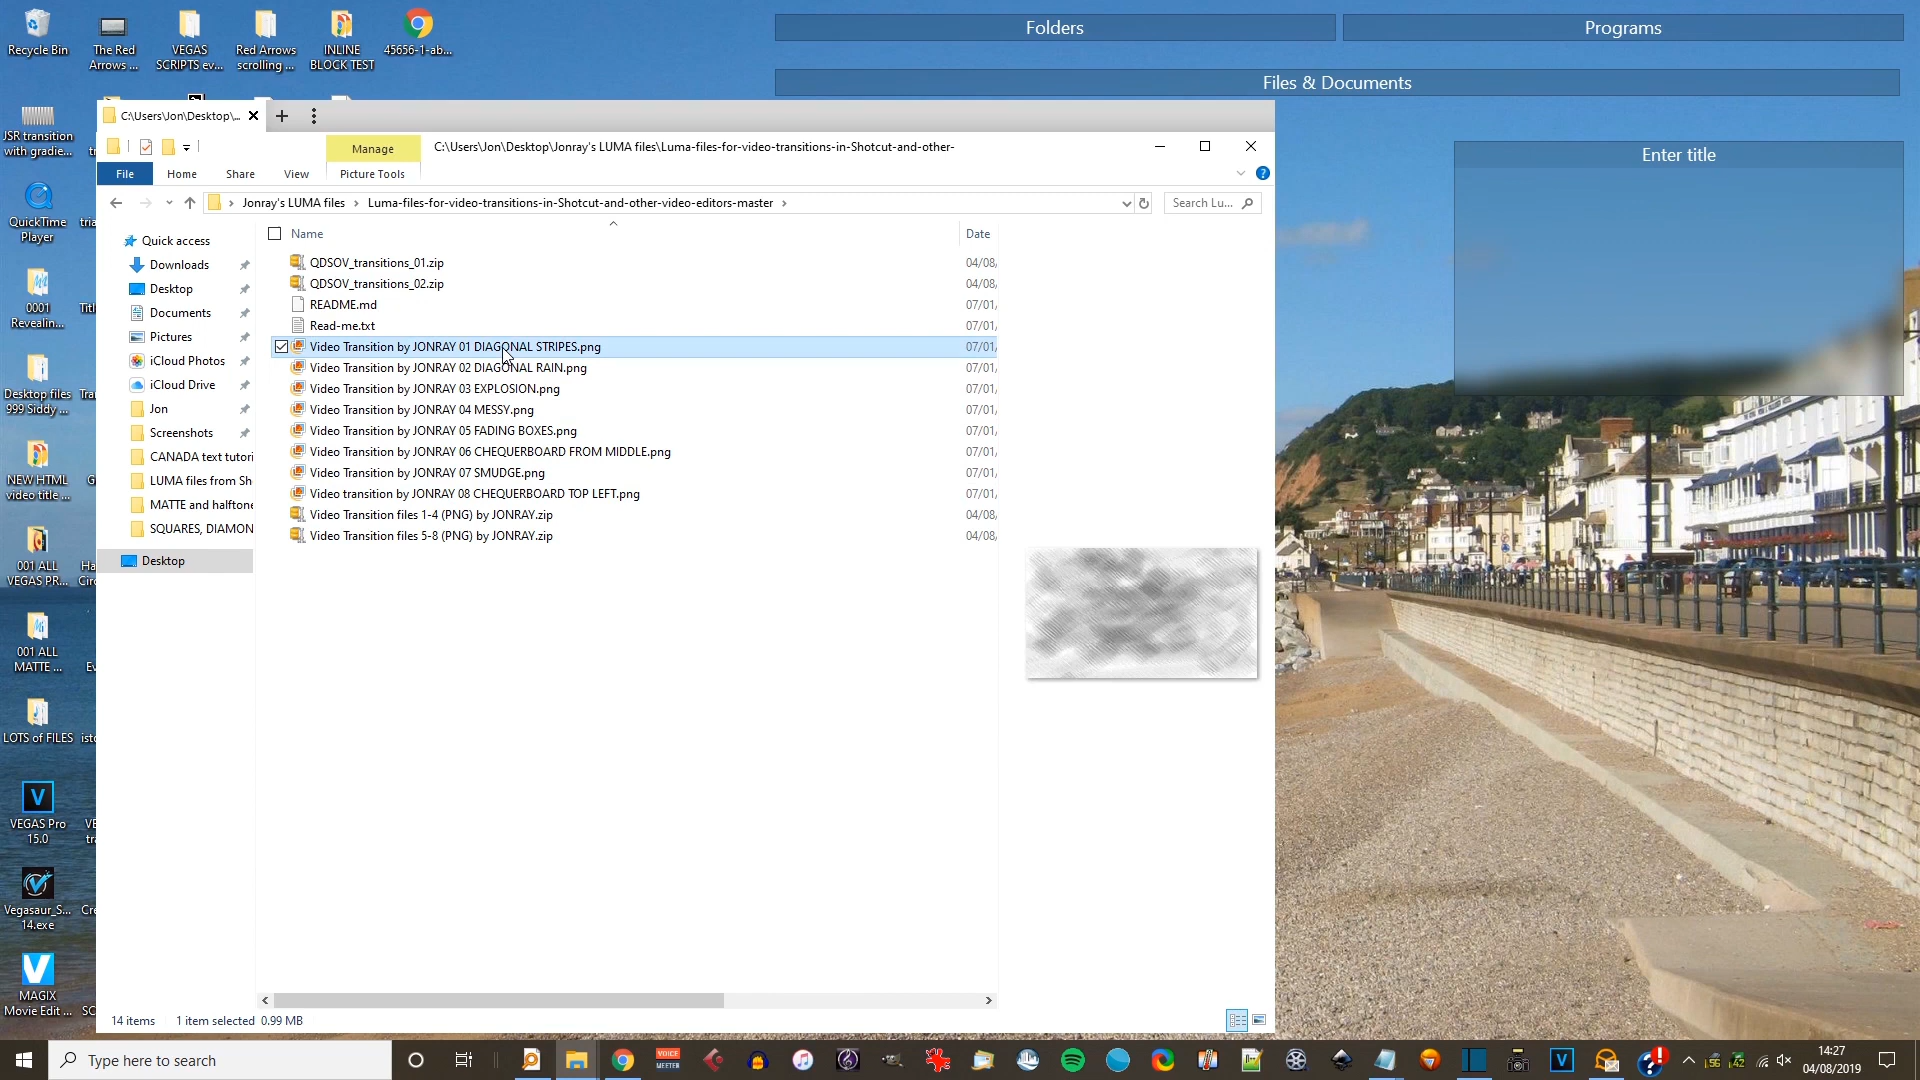 Recycle Bin
The Red
Arrows ...
VEGAS
SCRIPTS ev...
Red Arrows
scrolling ...
INLINE
BLOCK TEST
45656-1-ab...
Folders
Programs
Files & Documents
Enter title
C:\Users\Jon\Desktop\...
Manage
C:\Users\Jon\Desktop\Jonray's LUMA files\Luma-files-for-video-transitions-in-Shotcut-and-other-
File
Home
Share
View
Picture Tools
Jonray's LUMA files
Luma-files-for-video-transitions-in-Shotcut-and-other-video-editors-master
Search Lu...
Name
Date
Quick access
Downloads
Desktop
Documents
Pictures
iCloud Photos
iCloud Drive
Jon
Screenshots
CANADA text tutori
LUMA files from Sh
MATTE and halftone
SQUARES, DIAMON
Desktop
QDSOV_transitions_01.zip 04/08,
QDSOV_transitions_02.zip 04/08,
README.md 07/01,
Read-me.txt 07/01,
Video Transition by JONRAY 01 DIAGONAL STRIPES.png 07/01,
Video Transition by JONRAY 02 DIAGONAL RAIN.png 07/01,
Video Transition by JONRAY 03 EXPLOSION.png 07/01,
Video Transition by JONRAY 04 MESSY.png 07/01,
Video Transition by JONRAY 05 FADING BOXES.png 07/01,
Video Transition by JONRAY 06 CHEQUERBOARD FROM MIDDLE.png 07/01,
Video Transition by JONRAY 07 SMUDGE.png 07/01,
Video transition by JONRAY 08 CHEQUERBOARD TOP LEFT.png 07/01,
Video Transition files 1-4 (PNG) by JONRAY.zip 04/08,
Video Transition files 5-8 (PNG) by JONRAY.zip 04/08,
14 items
1 item selected 0.99 MB
JSR transition
with gradie...
QuickTime
Player
0001
Revealin...
Desktop files
999 Siddy ...
NEW HTML
video title ...
001 ALL
VEGAS PR...
001 ALL
MATTE ...
LOTS of FILES
VEGAS Pro
15.0
Vegasaur_S...
14.exe
MAGIX
Movie Edit ...
Type here to search
VOICE
MEETER
14:27
04/08/2019